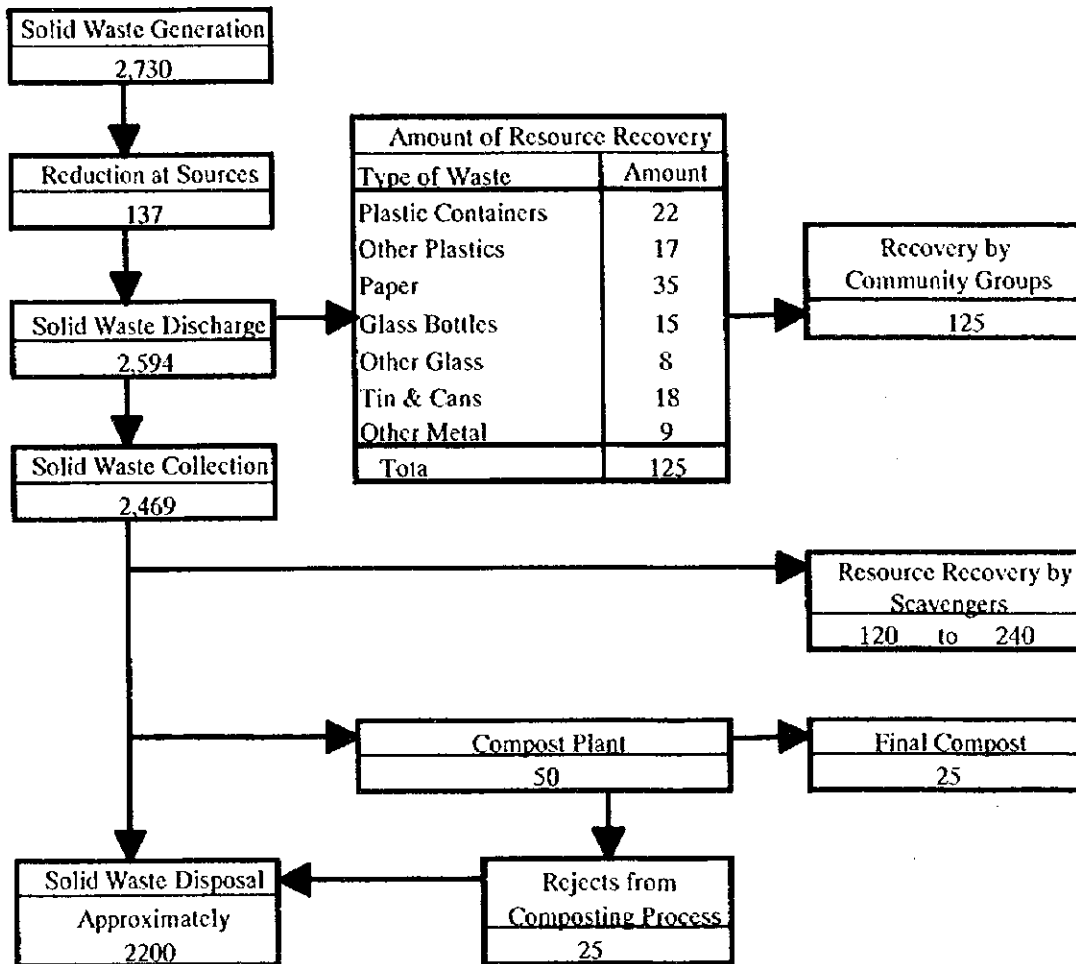 Solid Waste Generation
2,730
Reduction at Sources
137
Solid Waste Discharge
2,594
Solid Waste Collection
2,469
Amount of Resource Recovery
Type of Waste Amount
Plastic Containers 22
Other Plastics 17
Paper 35
Glass Bottles 15
Other Glass 8
Tin & Cans 18
Other Metal 9
Tota 125
Recovery by
Community Groups
125
Resource Recovery by
Scavengers
120 to 240
Compost Plant
50
Final Compost
25
Solid Waste Disposal
Approximately
2200
Rejects from
Composting Process
25